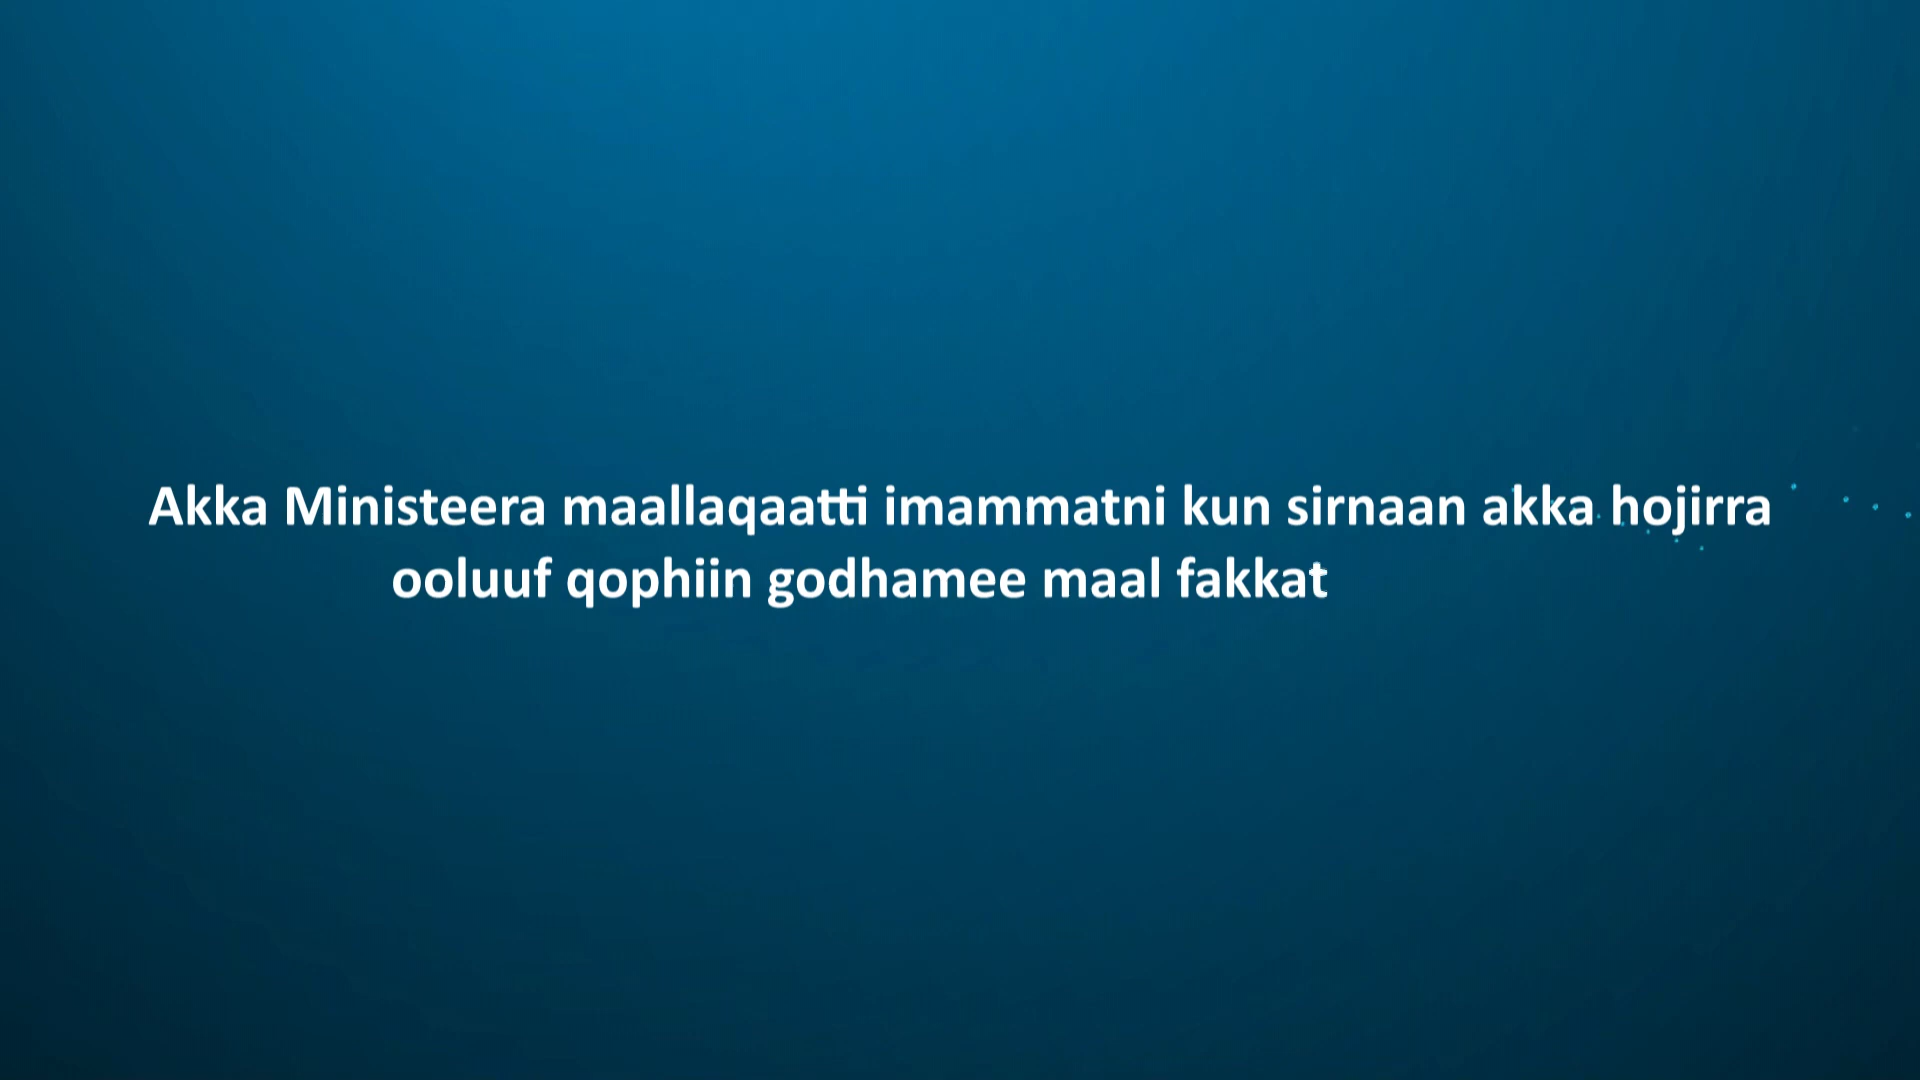 Akka Ministeera maallaqaatti imammatni kun sirnaan akka hojirra
ooluuf qophiin godhamee maal fakkat